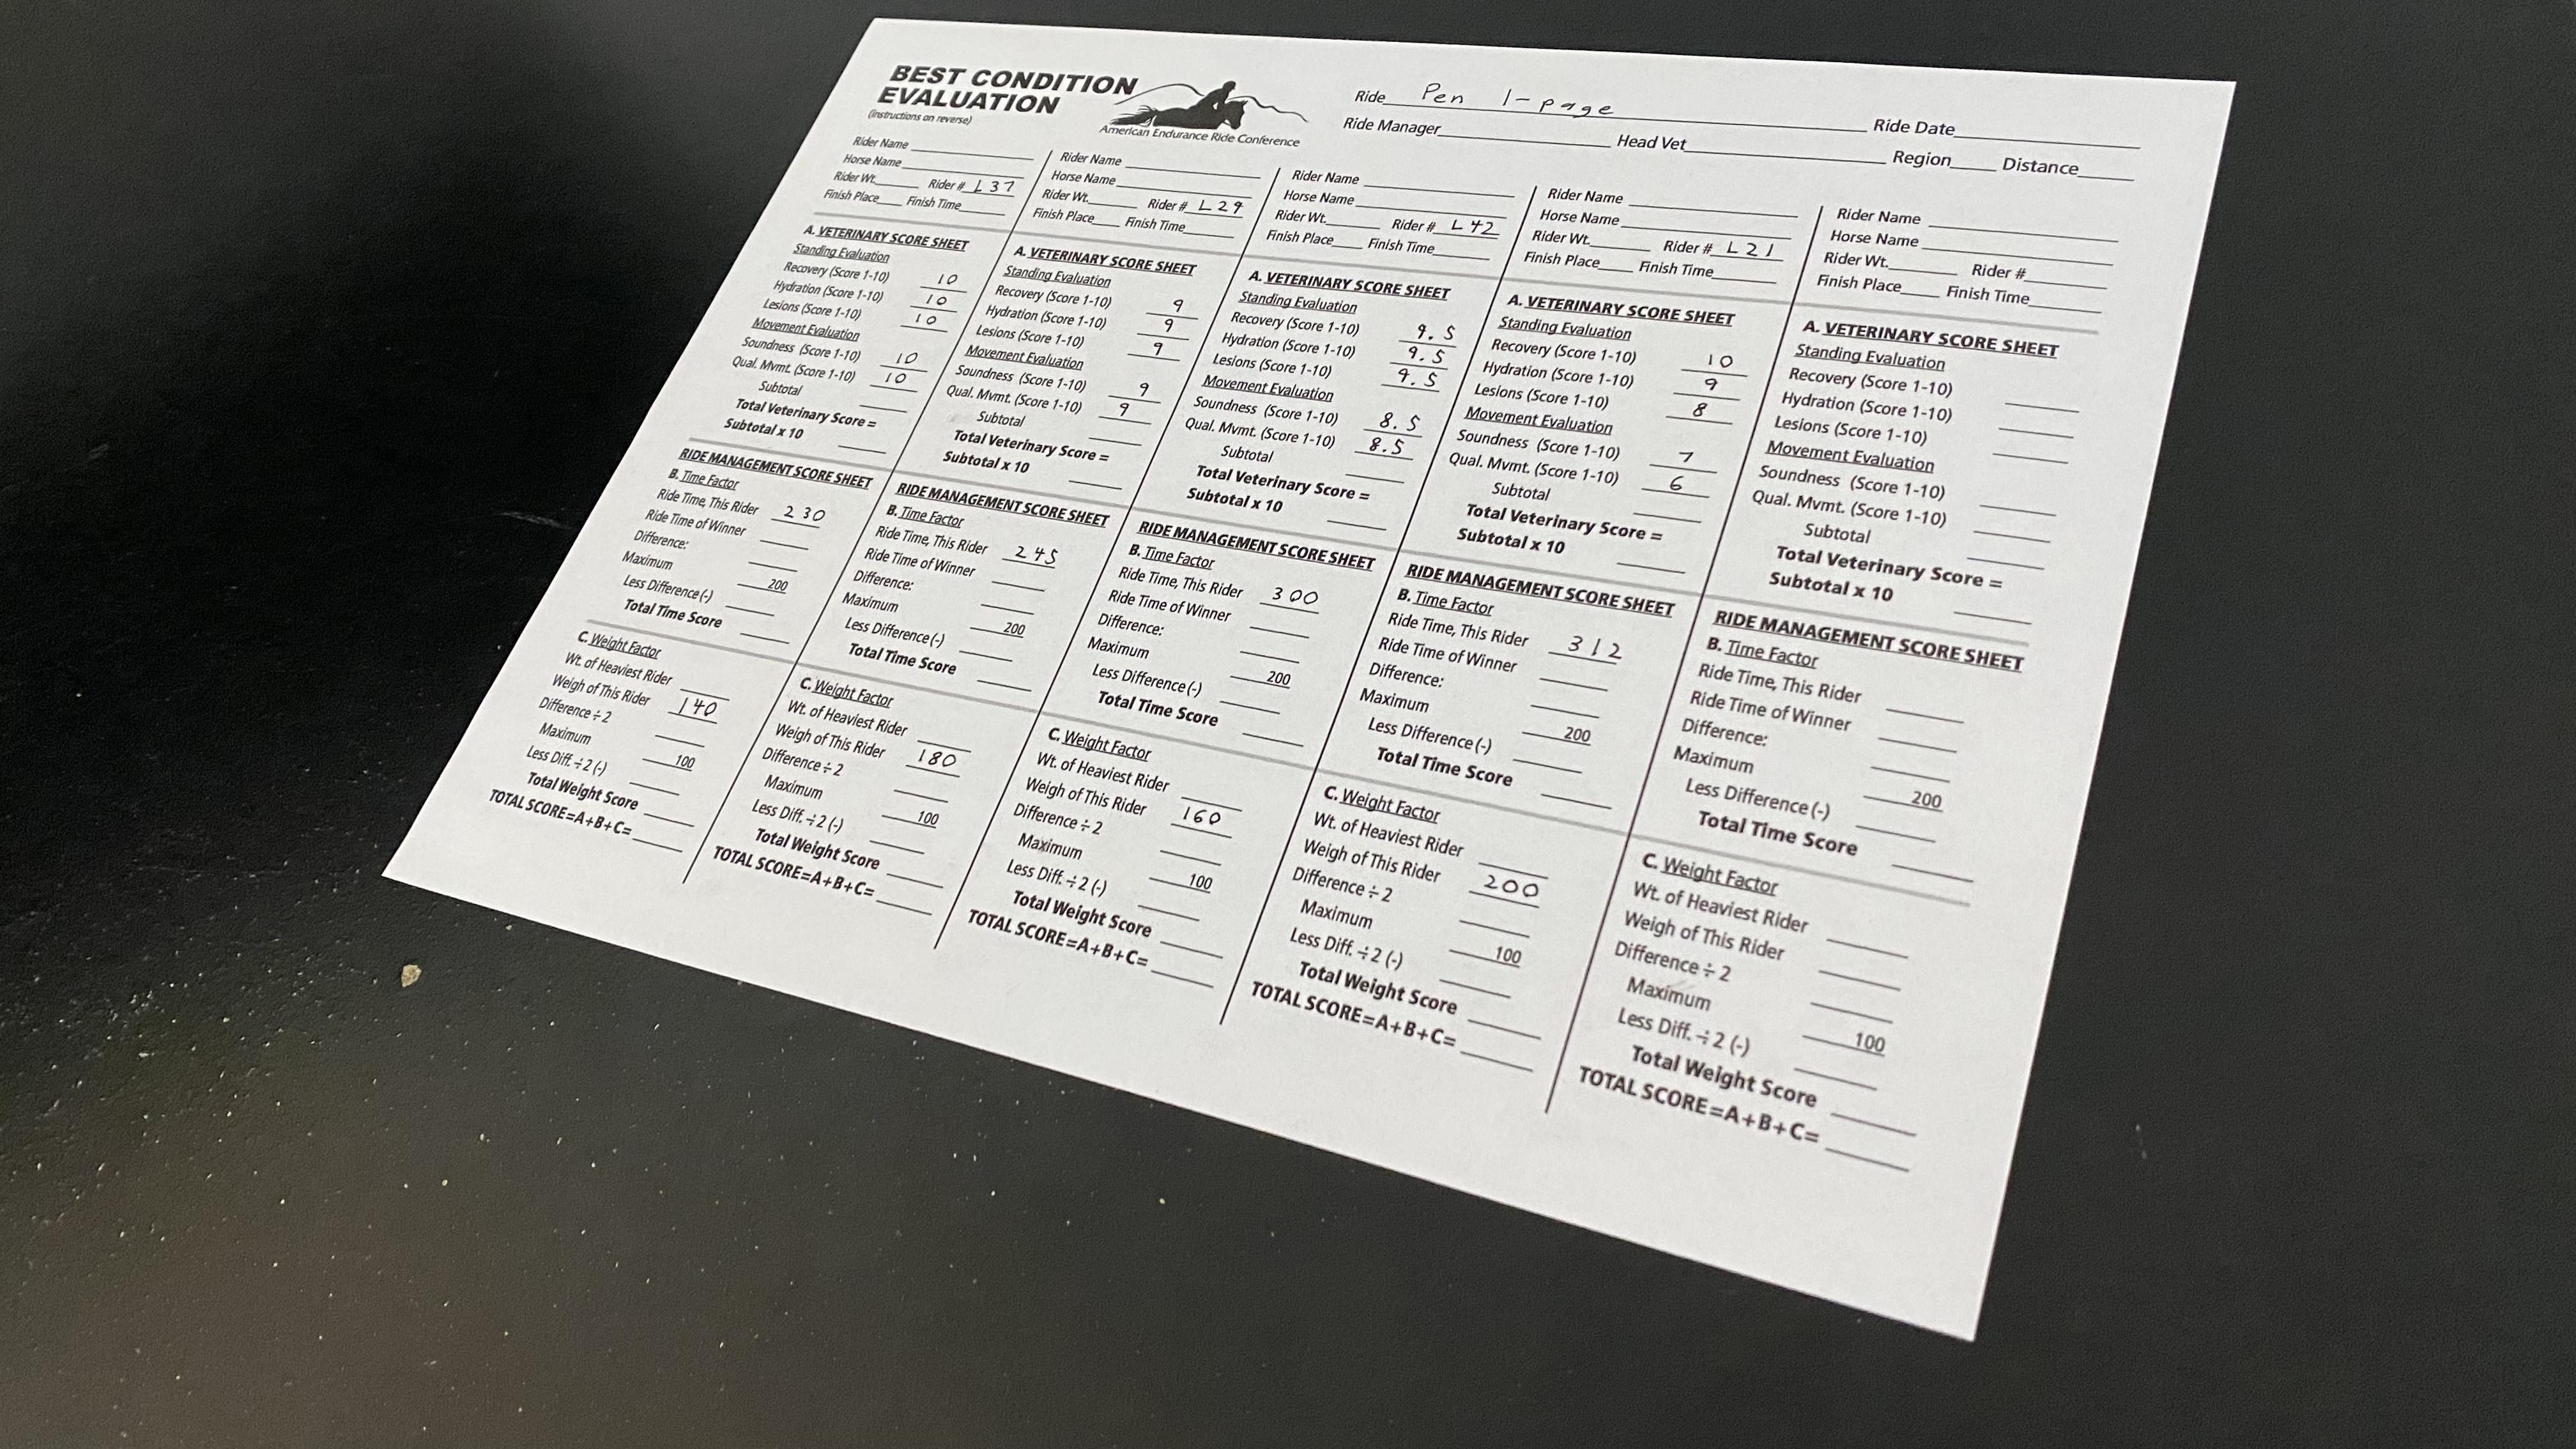 BEST CONDITION
EVALUATION
(instructions on reverse)
American Endurance Ride Conference
Ride Pen 1-page
Ride Date
Ride Manager
Head Vet
Region
Distance
Rider Name
Horse Name
Rider Wt. Rider # L37
Finish Place Finish Time
A. VETERINARY SCORE SHEET
Standing Evaluation
Recovery (Score 1-10) 10
Hydration (Score 1-10) 10
Lesions (Score 1-10) 10
Movement Evaluation
Soundness (Score 1-10) 10
Qual. Mvmt. (Score 1-10) 10
Subtotal
Total Veterinary Score =
Subtotal x 10
RIDE MANAGEMENT SCORE SHEET
B. Time Factor
Ride Time, This Rider 230
Ride Time of Winner
Difference:
Maximum 200
Less Difference (-)
Total Time Score
C. Weight Factor
Wt. of Heaviest Rider
Weigh of This Rider 140
Difference ÷ 2
Maximum 100
Less Diff. ÷ 2 (-)
Total Weight Score
TOTAL SCORE=A+B+C=
Rider Name
Horse Name
Rider Wt. Rider # L29
Finish Place Finish Time
A. VETERINARY SCORE SHEET
Standing Evaluation
Recovery (Score 1-10) 9
Hydration (Score 1-10) 9
Lesions (Score 1-10) 9
Movement Evaluation
Soundness (Score 1-10) 9
Qual. Mvmt. (Score 1-10) 9
Subtotal
Total Veterinary Score =
Subtotal x 10
RIDE MANAGEMENT SCORE SHEET
B. Time Factor
Ride Time, This Rider 245
Ride Time of Winner
Difference:
Maximum 200
Less Difference (-)
Total Time Score
C. Weight Factor
Wt. of Heaviest Rider
Weigh of This Rider 180
Difference ÷ 2
Maximum 100
Less Diff. ÷ 2 (-)
Total Weight Score
TOTAL SCORE=A+B+C=
Rider Name
Horse Name
Rider Wt. Rider # L42
Finish Place Finish Time
A. VETERINARY SCORE SHEET
Standing Evaluation
Recovery (Score 1-10) 9.5
Hydration (Score 1-10) 9.5
Lesions (Score 1-10) 9.5
Movement Evaluation
Soundness (Score 1-10) 8.5
Qual. Mvmt. (Score 1-10) 8.5
Subtotal
Total Veterinary Score =
Subtotal x 10
RIDE MANAGEMENT SCORE SHEET
B. Time Factor
Ride Time, This Rider 300
Ride Time of Winner
Difference:
Maximum 200
Less Difference (-)
Total Time Score
C. Weight Factor
Wt. of Heaviest Rider
Weigh of This Rider 160
Difference ÷ 2
Maximum 100
Less Diff. ÷ 2 (-)
Total Weight Score
TOTAL SCORE=A+B+C=
Rider Name
Horse Name
Rider Wt. Rider # L21
Finish Place Finish Time
A. VETERINARY SCORE SHEET
Standing Evaluation
Recovery (Score 1-10) 10
Hydration (Score 1-10) 9
Lesions (Score 1-10) 8
Movement Evaluation
Soundness (Score 1-10) 7
Qual. Mvmt. (Score 1-10) 6
Subtotal
Total Veterinary Score =
Subtotal x 10
RIDE MANAGEMENT SCORE SHEET
B. Time Factor
Ride Time, This Rider 312
Ride Time of Winner
Difference:
Maximum 200
Less Difference (-)
Total Time Score
C. Weight Factor
Wt. of Heaviest Rider
Weigh of This Rider 200
Difference ÷ 2
Maximum 100
Less Diff. ÷ 2 (-)
Total Weight Score
TOTAL SCORE=A+B+C=
Rider Name
Horse Name
Rider Wt. Rider #
Finish Place Finish Time
A. VETERINARY SCORE SHEET
Standing Evaluation
Recovery (Score 1-10)
Hydration (Score 1-10)
Lesions (Score 1-10)
Movement Evaluation
Soundness (Score 1-10)
Qual. Mvmt. (Score 1-10)
Subtotal
Total Veterinary Score =
Subtotal x 10
RIDE MANAGEMENT SCORE SHEET
B. Time Factor
Ride Time, This Rider
Ride Time of Winner
Difference:
Maximum 200
Less Difference (-)
Total Time Score
C. Weight Factor
Wt. of Heaviest Rider
Weigh of This Rider
Difference ÷ 2
Maximum 100
Less Diff. ÷ 2 (-)
Total Weight Score
TOTAL SCORE=A+B+C=